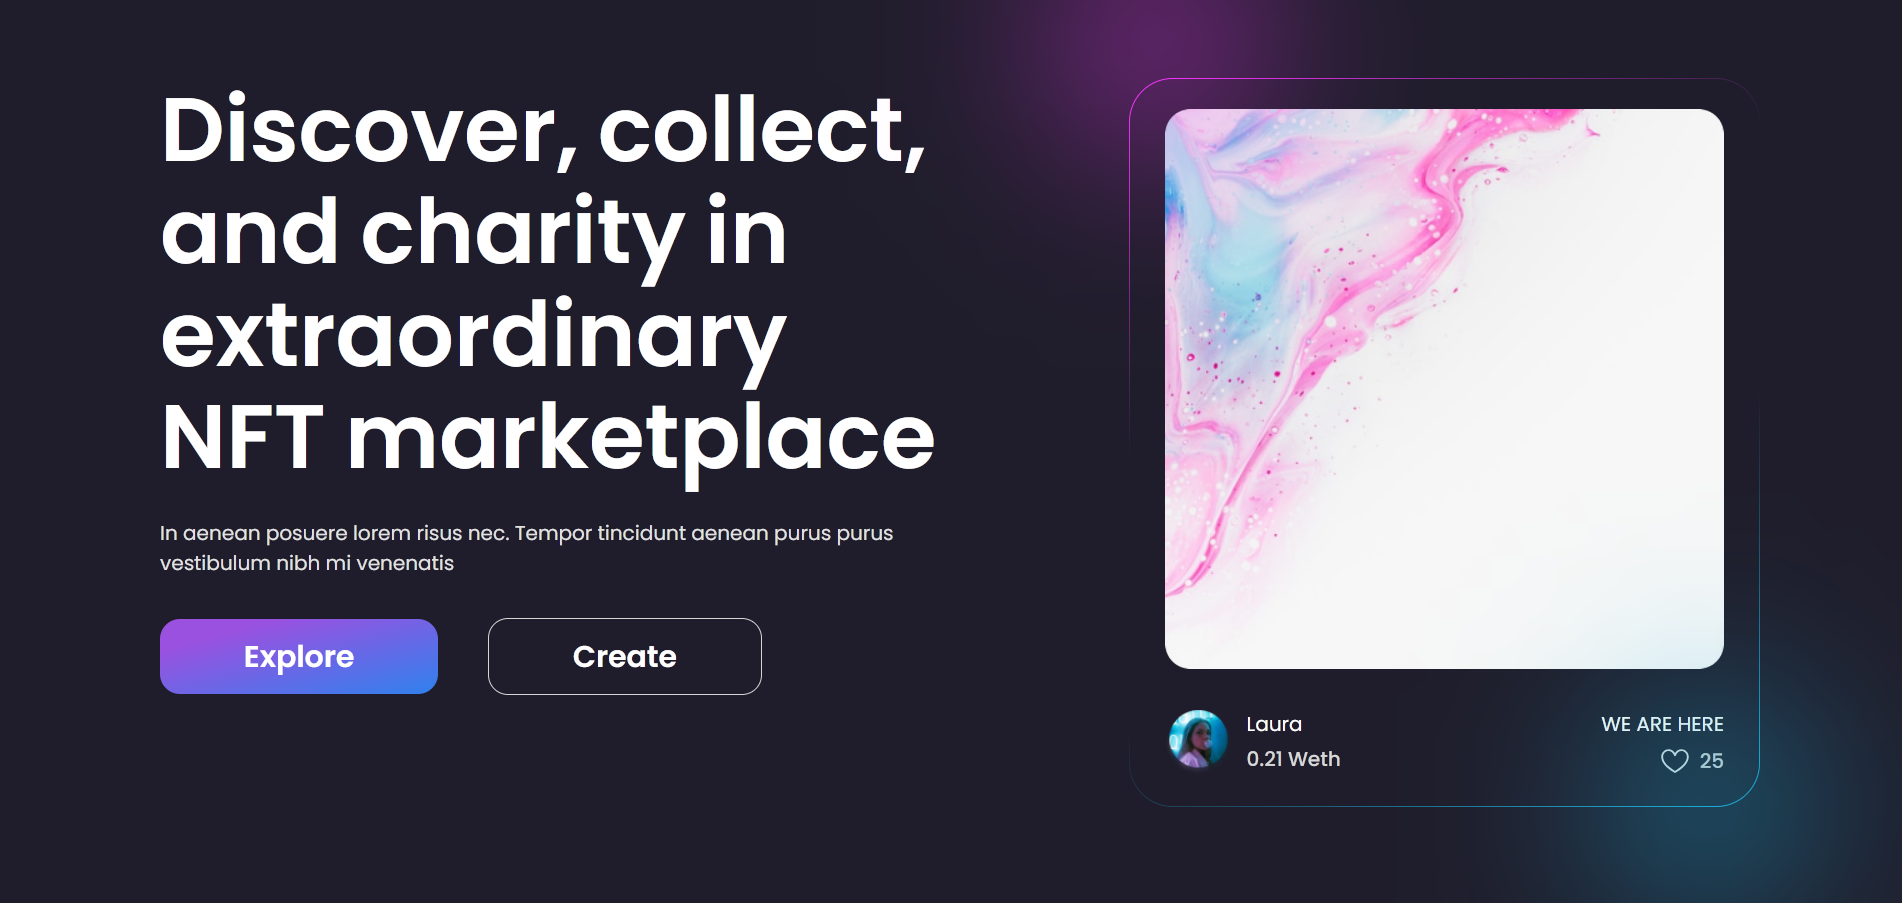 Discover, collect,
and charity in
extraordinary
NFT marketplace
In aenean posuere lorem risus nec. Tempor tincidunt aenean purus purus
vestibulum nibh mi venenatis
Explore
Create
Laura
0.21 Weth
WE ARE HERE
25